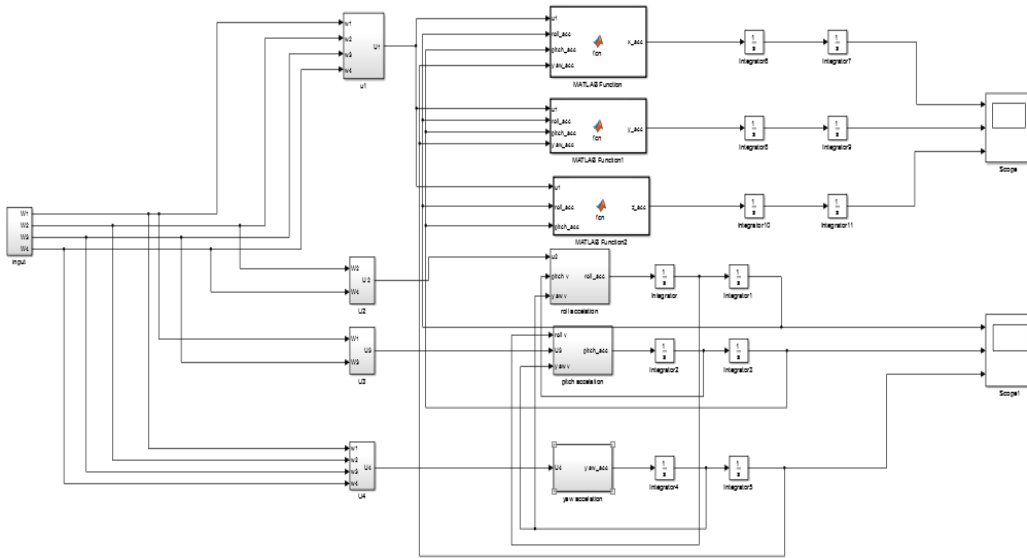 w1
w2
w3
w4
U1
u1
u1
roll_acc
pitch_acc
yaw_acc
fcn
x_acc
MATLAB Function
1
s
Integrator6
1
s
Integrator7
u1
roll_acc
pitch_acc
yaw_acc
fcn
y_acc
MATLAB Function1
1
s
Integrator8
1
s
Integrator9
Scope
u1
roll_acc
pitch_acc
fcn
z_acc
MATLAB Function2
1
s
Integrator10
1
s
Integrator11
W1
W2
W3
W4
Input
W2
W4
U2
U2
u2
pitch v
yaw v
roll_acc
roll accelation
1
s
Integrator
1
s
Integrator1
W1
W3
U3
U3
roll v
U3
yaw v
pitch_acc
pitch accelation
1
s
Integrator2
1
s
Integrator3
Scope1
w1
w2
w3
w4
U4
U4
U4
yaw_acc
yaw accelation
1
s
Integrator4
1
s
Integrator5